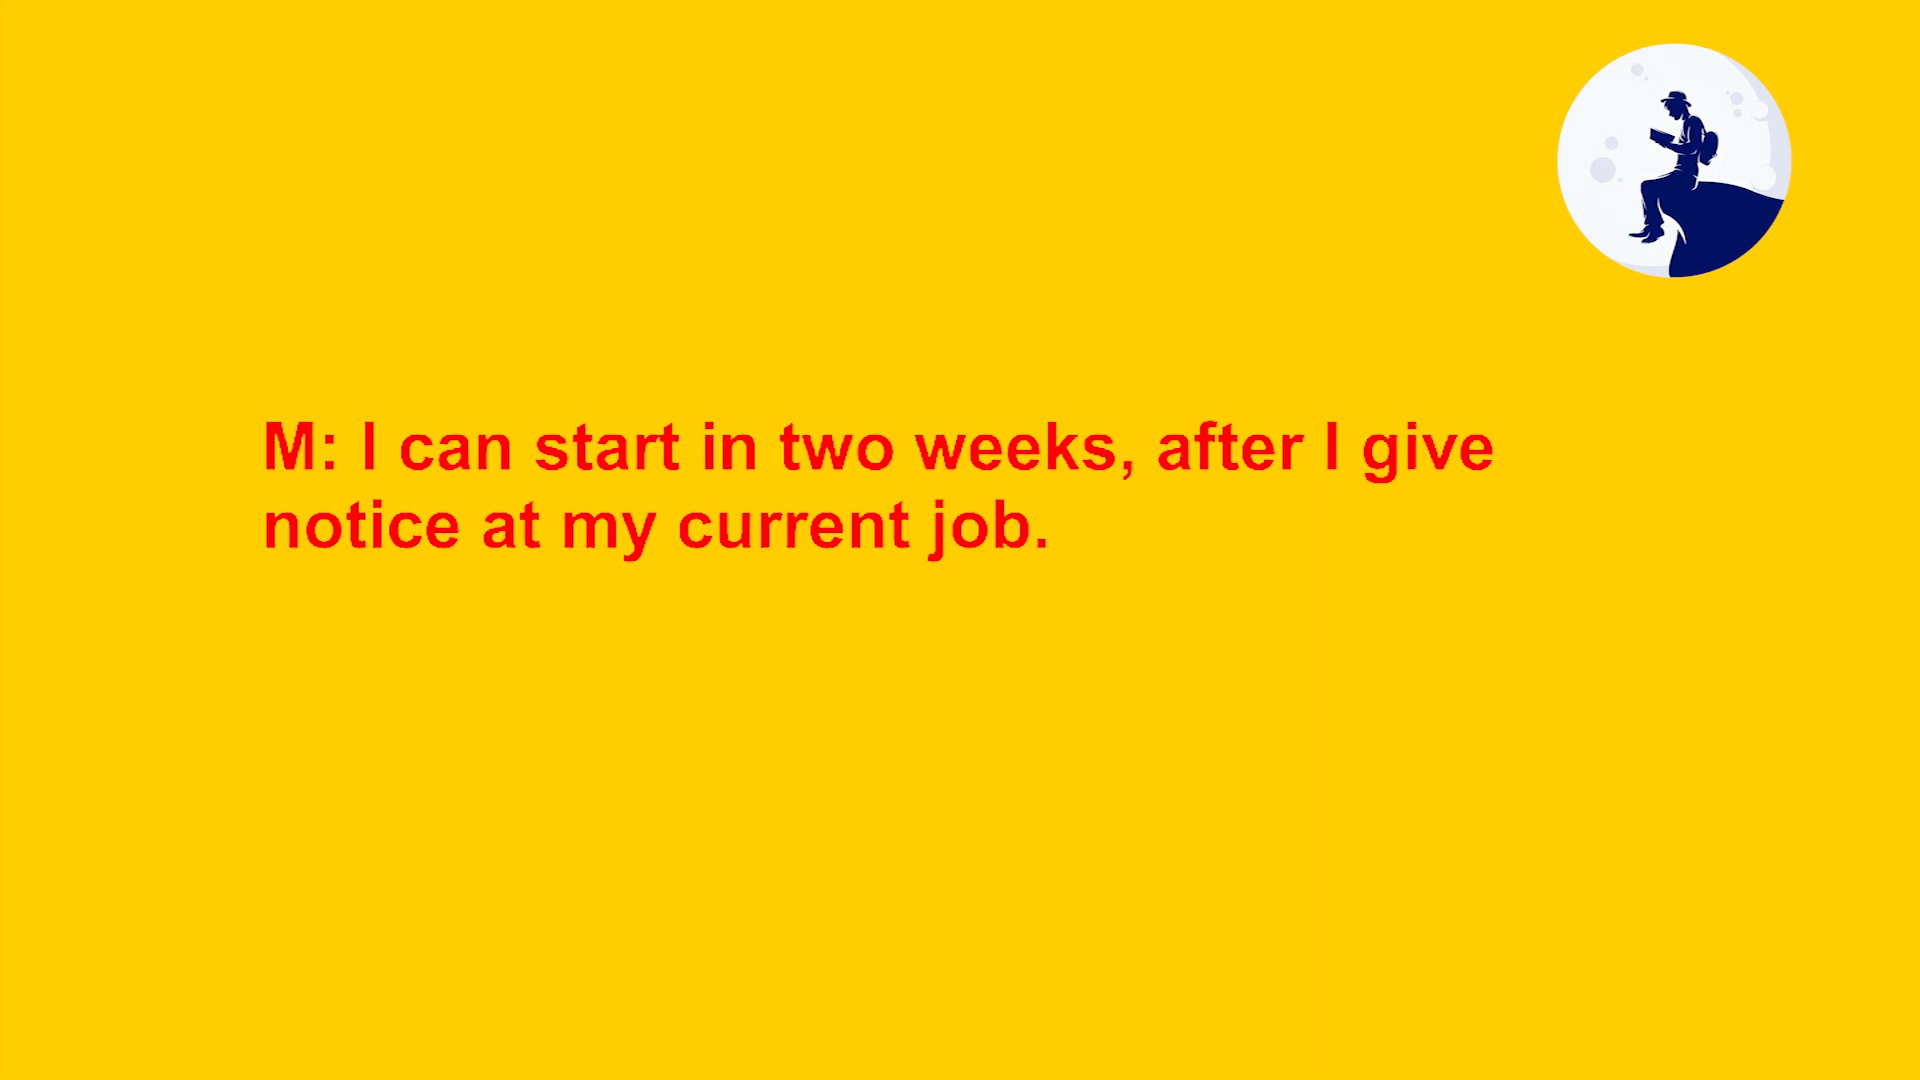 M: I can start in two weeks, after I give
notice at my current job.